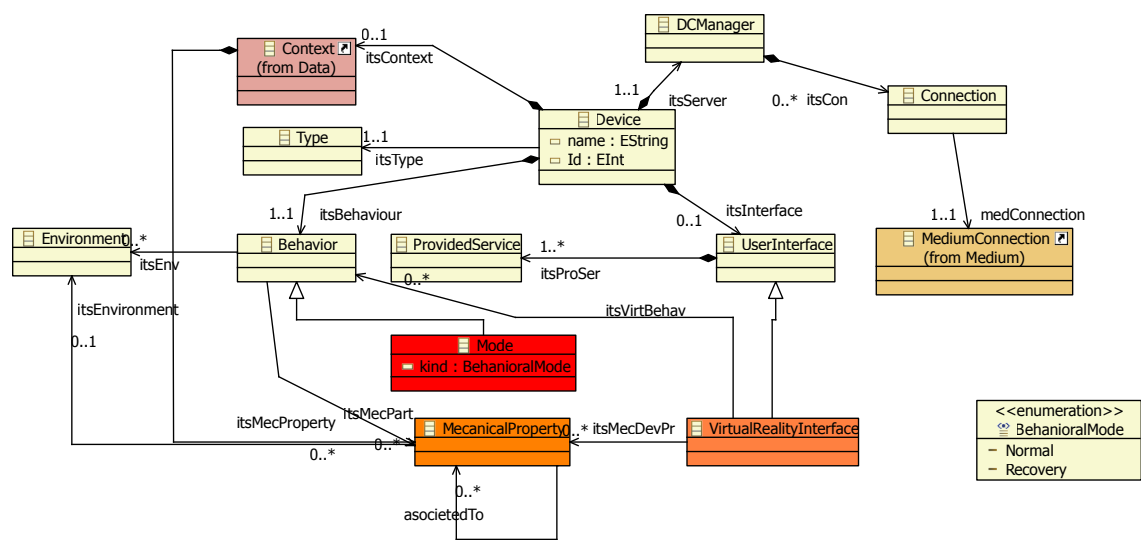 DCManager
0..1
Context
(from Data)
itsContext
1..1
itsServer
0..*
itsCon
Connection
Device
name : EString
Id : EInt
Type
1..1
itsType
1..1
itsBehaviour
itsInterface
0..1
1..1
medConnection
Environment
0..*
itsEnv
Behavior
ProvidedService
1..*
itsProSer
UserInterface
MediumConnection
(from Medium)
0..*
itsVirtBehav
itsEnvironment
0..1
Mode
kind : BehanioralMode
itsMecProperty
itsMecPart
0..*
0..*
MecanicalProperty
0..*
itsMecDevPr
VirtualRealityInterface
<<enumeration>>
BehanioralMode
Normal
Recovery
0..*
asocietedTo